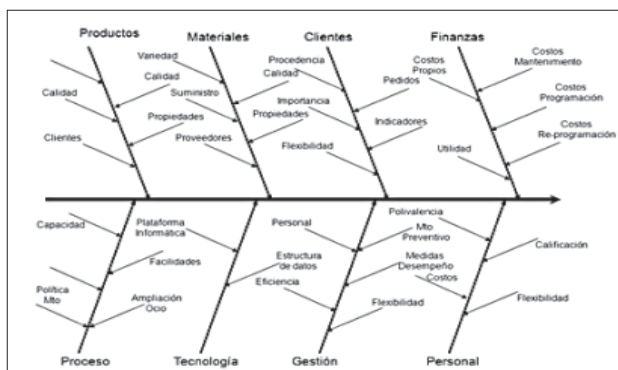 Productos
Materiales
Clientes
Finanzas
Variedad
Procedencia
Costos
Propios
Costos
Mantenimiento
Calidad
Calidad
Pedidos
Calidad
Suministro
Importancia
Costos
Programación
Propiedades
Propiedades
Indicadores
Clientes
Proveedores
Flexibilidad
Utilidad
Costos
Re-programación
Capacidad
Plataforma
Informática
Personal
Polivalencia
Mto
Preventivo
Calificación
Facilidades
Estructura
de datos
Medidas
Desempeño
Política
Mto
Ampliación
Ocio
Eficiencia
Flexibilidad
Costos
Flexibilidad
Proceso
Tecnología
Gestión
Personal